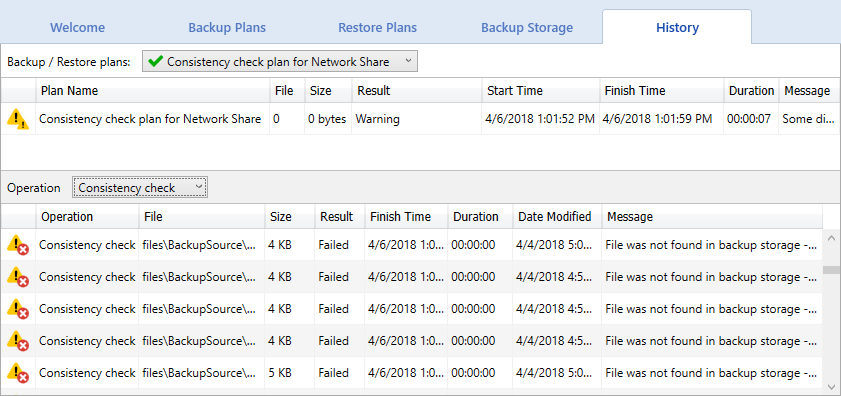 Welcome Backup Plans Restore Plans Backup Storage History
Backup / Restore plans: Consistency check plan for Network Share
Plan Name File Size Result Start Time Finish Time Duration Message
Consistency check plan for Network Share 0 0 bytes Warning 4/6/2018 1:01:52 PM 4/6/2018 1:01:59 PM 00:00:07 Some di...
Operation Consistency check
Operation File Size Result Finish Time Duration Date Modified Message
Consistency check files\BackupSource\... 4 KB Failed 4/6/2018 1:0... 00:00:00 4/4/2018 5:0... File was not found in backup storage -...
Consistency check files\BackupSource\... 4 KB Failed 4/6/2018 1:0... 00:00:00 4/4/2018 4:5... File was not found in backup storage -...
Consistency check files\BackupSource\... 4 KB Failed 4/6/2018 1:0... 00:00:00 4/4/2018 4:5... File was not found in backup storage -...
Consistency check files\BackupSource\... 4 KB Failed 4/6/2018 1:0... 00:00:00 4/4/2018 4:5... File was not found in backup storage -...
Consistency check files\BackupSource\... 5 KB Failed 4/6/2018 1:0... 00:00:00 4/4/2018 5:0... File was not found in backup storage -...